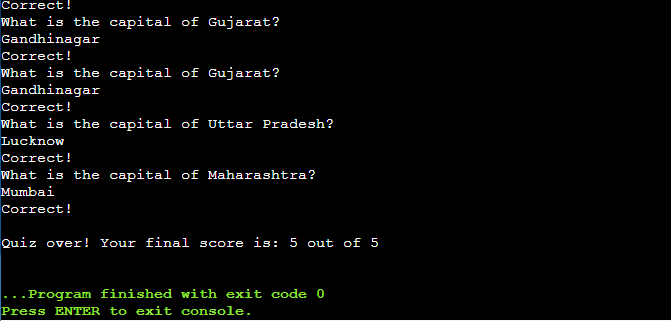 Correct!
What is the capital of Gujarat?
Gandhinagar
Correct!
What is the capital of Gujarat?
Gandhinagar
Correct!
What is the capital of Uttar Pradesh?
Lucknow
Correct!
What is the capital of Maharashtra?
Mumbai
Correct!
Quiz over! Your final score is: 5 out of 5
...Program finished with exit code 0
Press ENTER to exit console.